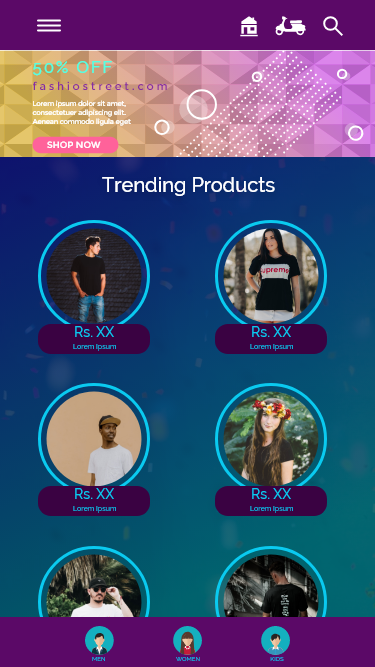 50% OFF
fashiostreet.com
Lorem ipsum dolor sit amet,
consectetuer adipiscing elit.
Aenean commodo ligula eget
SHOP NOW
Trending Products
upreme
Rs. XX
Lorem Ipsum
Rs. XX
Lorem Ipsum
Rs. XX
Lorem Ipsum
Rs. XX
Lorem Ipsum
MEN
WOMEN
KIDS